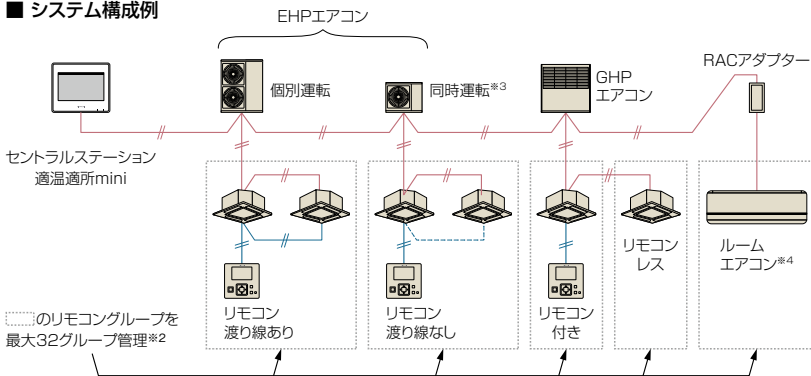 ■ システム構成例
EHPエアコン
個別運転
同時運転※3
GHP
エアコン
RACアダプター
セントラルステーション
適温適所mini
リモコン
渡り線あり
リモコン
渡り線なし
リモコン
付き
リモコン
レス
ルーム
エアコン※4
のリモコングループを
最大32グループ管理※2